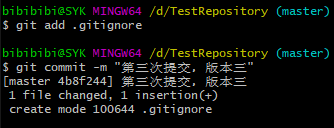 bibibibi@SYK MINGW64 /d/TestRepository (master)
$ git add .gitignore
bibibibi@SYK MINGW64 /d/TestRepository (master)
$ git commit -m "第三次提交, 版本三"
[master 4b8f244] 第三次提交, 版本三
1 file changed, 1 insertion(+)
create mode 100644 .gitignore